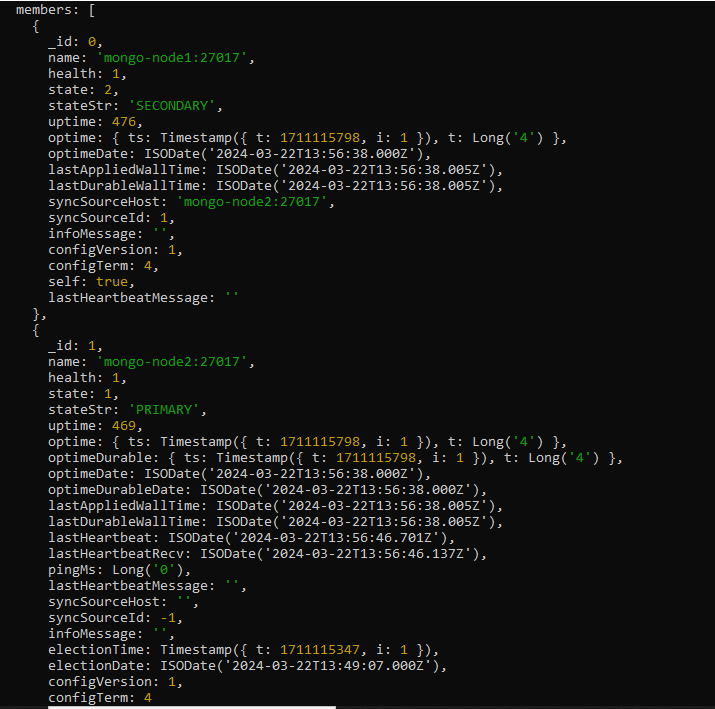 members: [
{
_id: 0,
name: 'mongo-node1:27017',
health: 1,
state: 2,
stateStr: 'SECONDARY',
uptime: 476,
optime: { ts: Timestamp({ t: 1711115798, i: 1 }), t: Long('4') },
optimeDate: ISODate('2024-03-22T13:56:38.000Z'),
lastAppliedWallTime: ISODate('2024-03-22T13:56:38.005Z'),
lastDurableWallTime: ISODate('2024-03-22T13:56:38.005Z'),
syncSourceHost: 'mongo-node2:27017',
syncSourceId: 1,
infoMessage: '',
configVersion: 1,
configTerm: 4,
self: true,
lastHeartbeatMessage: ''
},
{
_id: 1,
name: 'mongo-node2:27017',
health: 1,
state: 1,
stateStr: 'PRIMARY',
uptime: 469,
optime: { ts: Timestamp({ t: 1711115798, i: 1 }), t: Long('4') },
optimeDurable: { ts: Timestamp({ t: 1711115798, i: 1 }), t: Long('4') },
optimeDate: ISODate('2024-03-22T13:56:38.000Z'),
optimeDurableDate: ISODate('2024-03-22T13:56:38.000Z'),
lastAppliedWallTime: ISODate('2024-03-22T13:56:38.005Z'),
lastDurableWallTime: ISODate('2024-03-22T13:56:38.005Z'),
lastHeartbeat: ISODate('2024-03-22T13:56:46.701Z'),
lastHeartbeatRecv: ISODate('2024-03-22T13:56:46.137Z'),
pingMs: Long('0'),
lastHeartbeatMessage: '',
syncSourceHost: '',
syncSourceId: -1,
infoMessage: '',
electionTime: Timestamp({ t: 1711115347, i: 1 }),
electionDate: ISODate('2024-03-22T13:49:07.000Z'),
configVersion: 1,
configTerm: 4